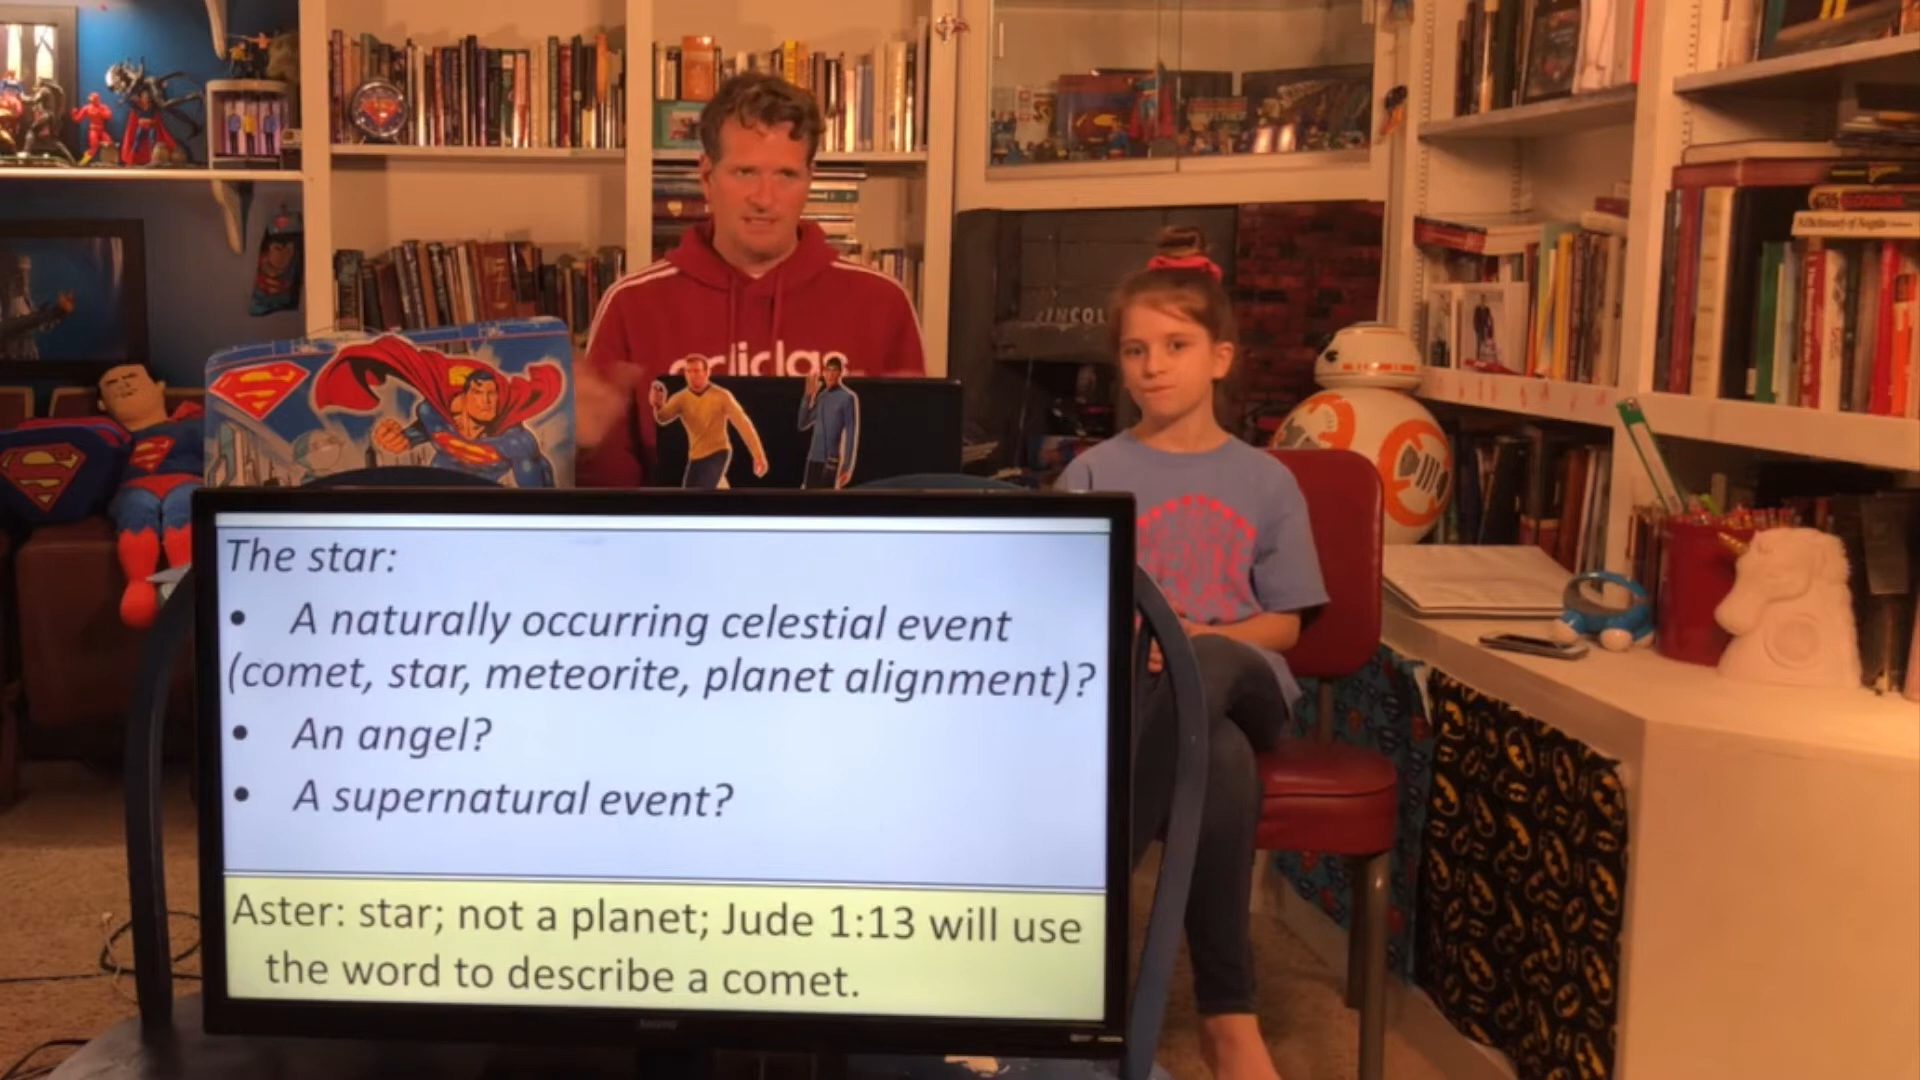 adidas
LINCOL
The star:
• A naturally occurring celestial event
(comet, star, meteorite, planet alignment)?
• An angel?
• A supernatural event?
Aster: star; not a planet; Jude 1:13 will use
the word to describe a comet.